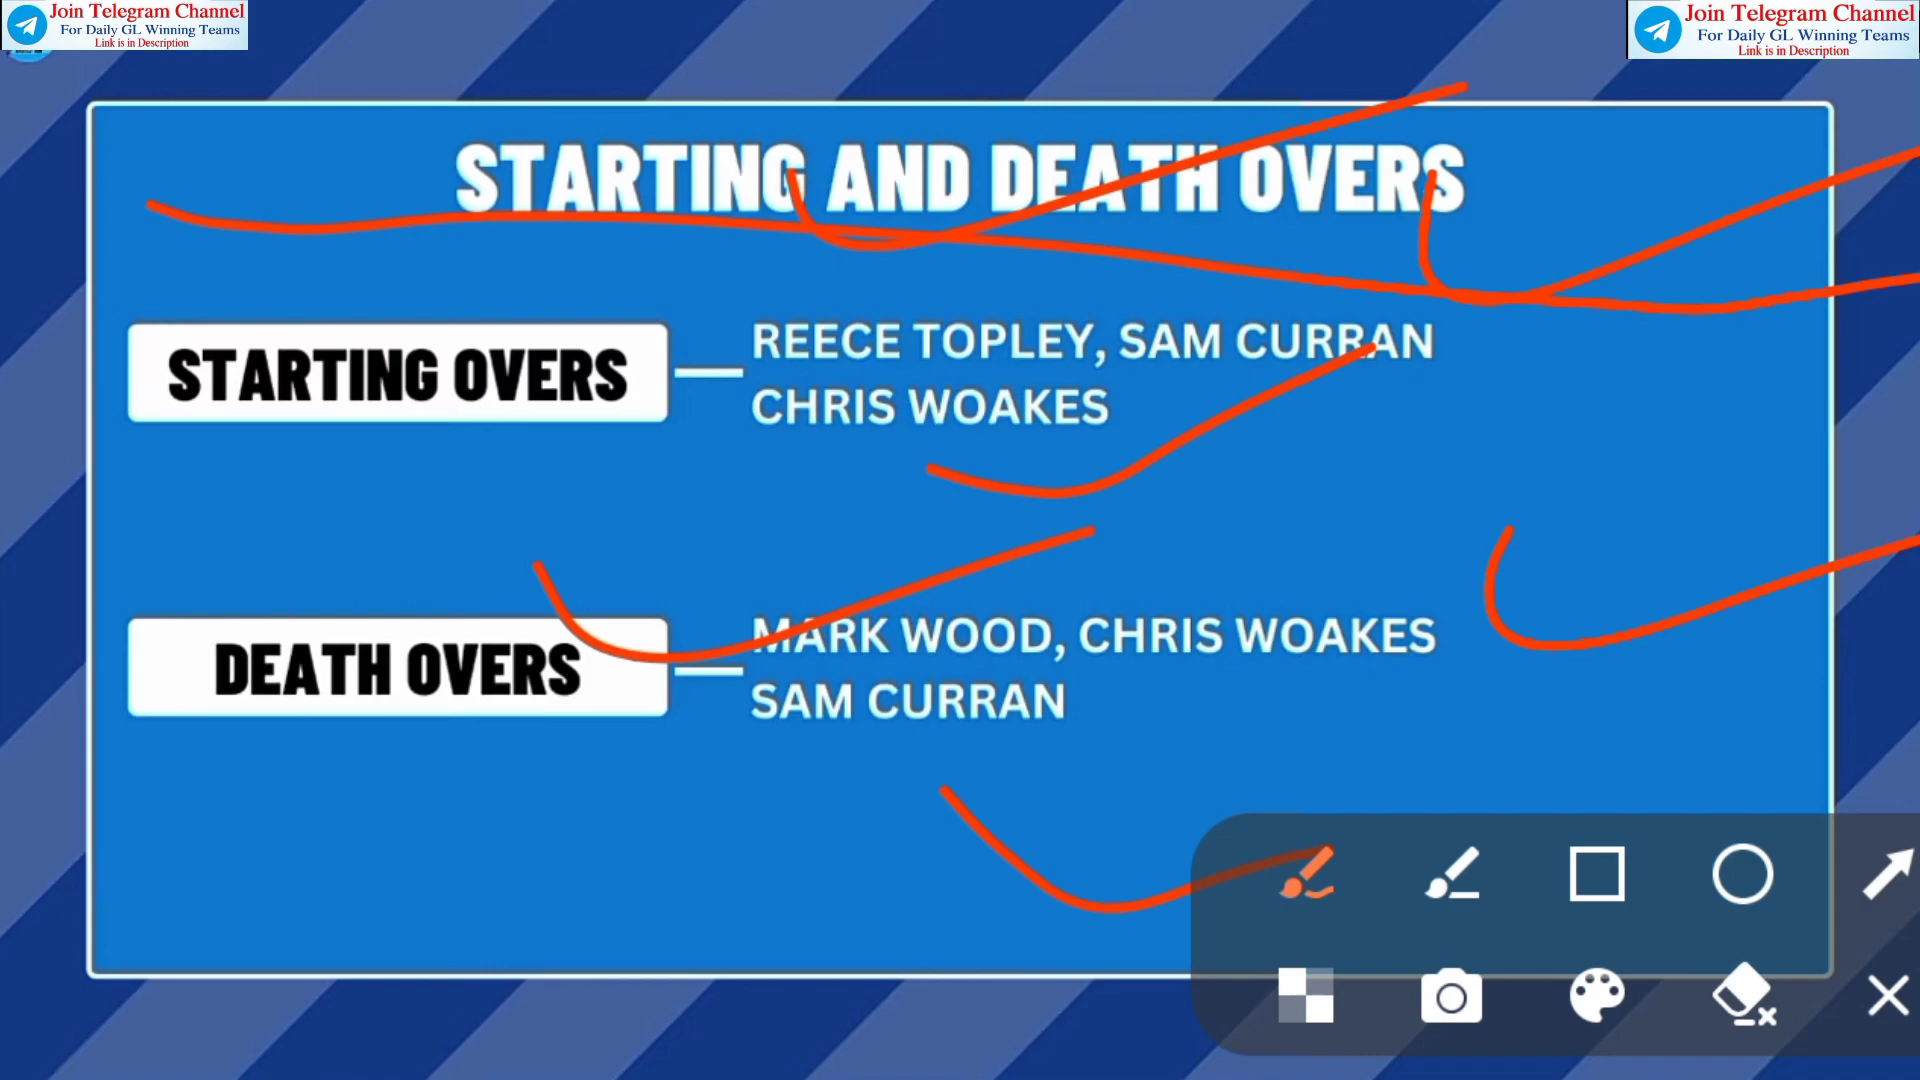 Join Telegram Channel
For Daily GL Winning Teams
Link is in Description
Join Telegram Channel
For Daily GL Winning Teams
Link is in Description
STARTING AND DEATH OVERS
STARTING OVERS
REECE TOPLEY, SAM CURRAN
CHRIS WOAKES
DEATH OVERS
MARK WOOD, CHRIS WOAKES
SAM CURRAN